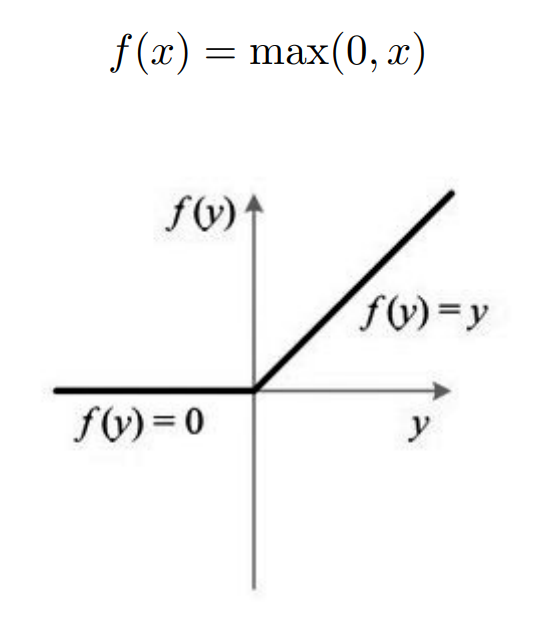 f(x) = max(0, x)
f(y)
f(y) = y
f(y) = 0
y